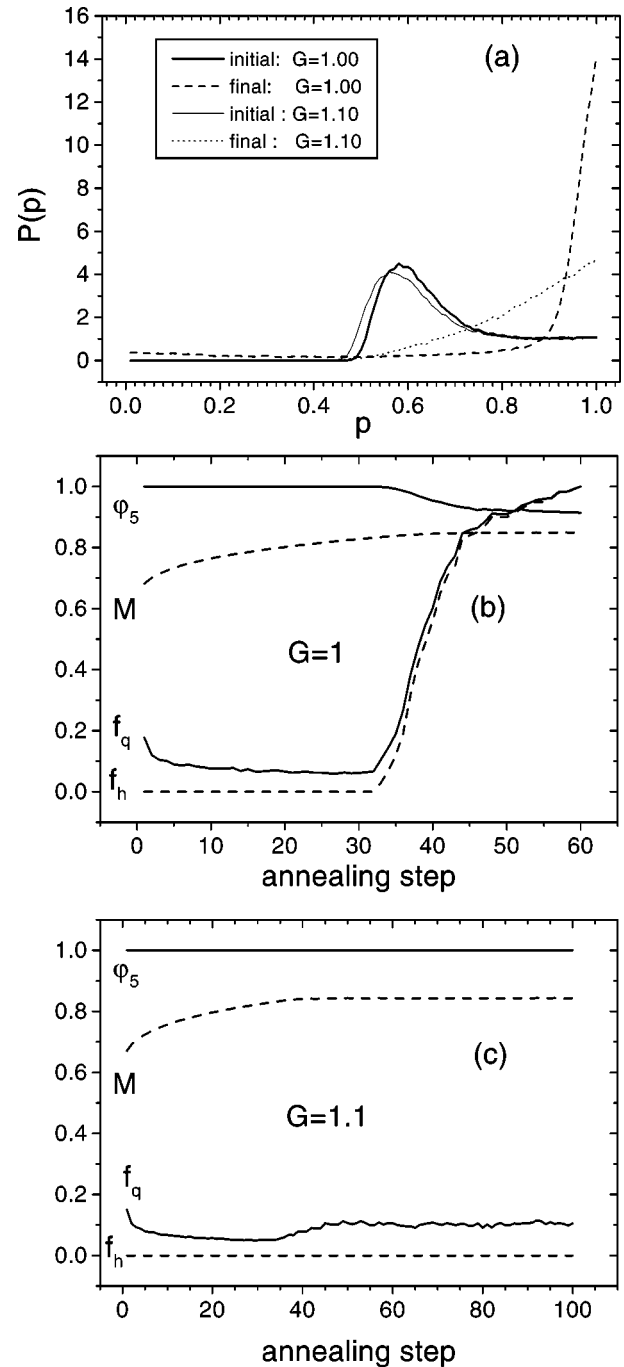 16
14
12
10
8
6
4
2
0
P(p)
initial: G=1.00
final: G=1.00
initial : G=1.10
final : G=1.10
(a)
0.0 0.2 0.4 0.6 0.8 1.0
p
1.0
0.8
0.6
0.4
0.2
0.0
φ5
M
(b)
G=1
fq
fh
0 10 20 30 40 50 60
annealing step
1.0
0.8
0.6
0.4
0.2
0.0
φ5
(c)
M
G=1.1
fq
fh
0 20 40 60 80 100
annealing step